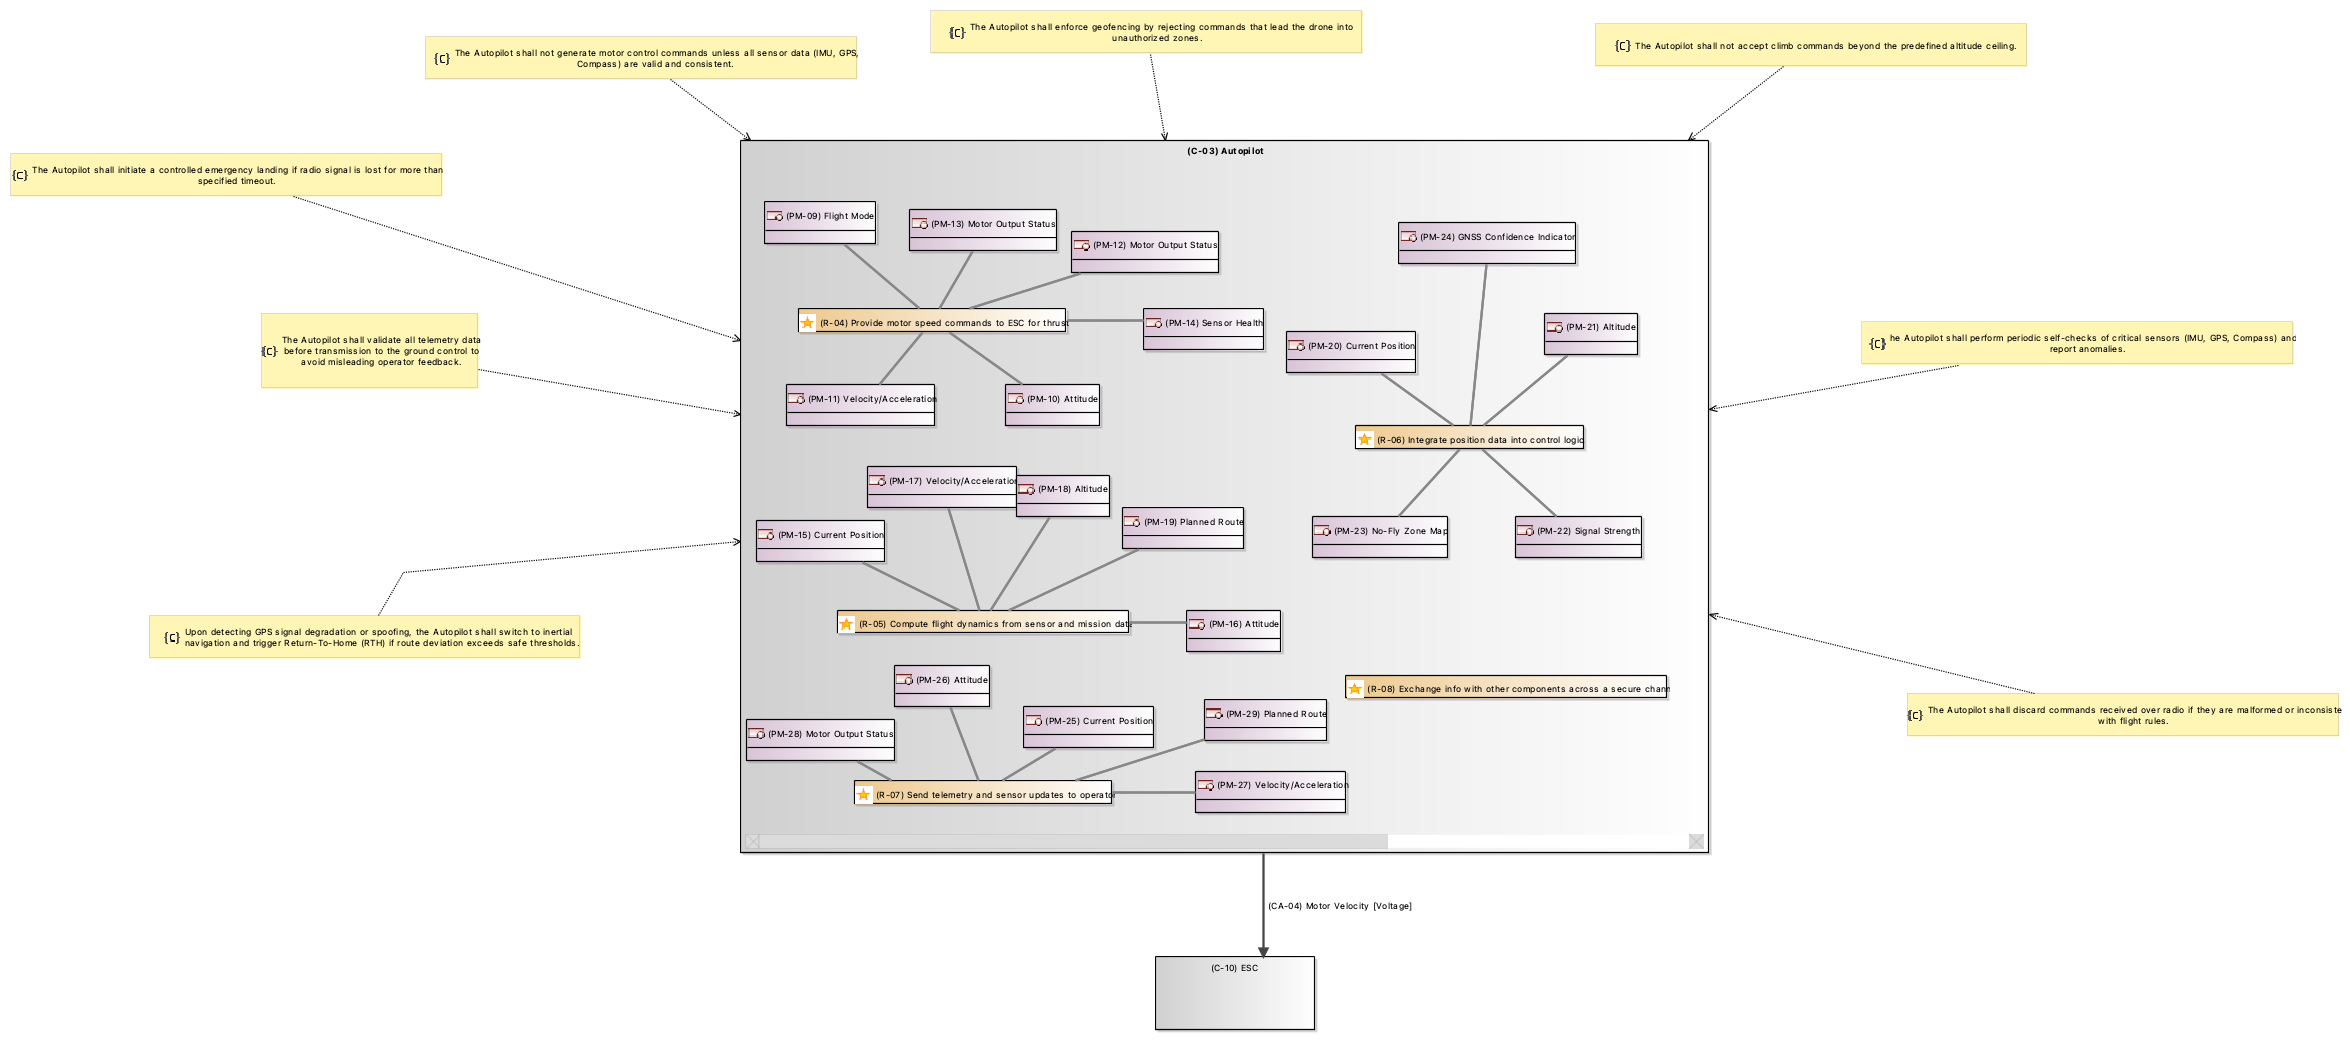 The Autopilot shall enforce geofencing by rejecting commands that lead the drone into
unauthorized zones.
The Autopilot shall not generate motor control commands unless all sensor data (IMU, GPS,
Compass) are valid and consistent.
The Autopilot shall not accept climb commands beyond the predefined altitude ceiling.
(C-03) Autopilot
The Autopilot shall initiate a controlled emergency landing if radio signal is lost for more than
specified timeout.
(PM-09) Flight Mode
(PM-13) Motor Output Status
(PM-12) Motor Output Status
(PM-24) GNSS Confidence Indicator
(R-04) Provide motor speed commands to ESC for thrust
(PM-14) Sensor Health
(PM-21) Altitude
(PM-20) Current Position
The Autopilot shall validate all telemetry data
before transmission to the ground control to
avoid misleading operator feedback.
he Autopilot shall perform periodic self-checks of critical sensors (IMU, GPS, Compass) and
report anomalies.
(PM-11) Velocity/Acceleration
(PM-10) Attitude
(R-06) Integrate position data into control logic
(PM-17) Velocity/Acceleration
(PM-18) Altitude
(PM-19) Planned Route
(PM-15) Current Position
(PM-23) No-Fly Zone Map
(PM-22) Signal Strength
(R-05) Compute flight dynamics from sensor and mission data
(PM-16) Attitude
Upon detecting GPS signal degradation or spoofing, the Autopilot shall switch to inertial
navigation and trigger Return-To-Home (RTH) if route deviation exceeds safe thresholds.
(PM-26) Attitude
(R-08) Exchange info with other components across a secure chann
(PM-25) Current Position
(PM-29) Planned Route
The Autopilot shall discard commands received over radio if they are malformed or inconsiste
with flight rules.
(PM-28) Motor Output Status
(PM-27) Velocity/Acceleration
(R-07) Send telemetry and sensor updates to operator
(CA-04) Motor Velocity [Voltage]
(C-10) ESC